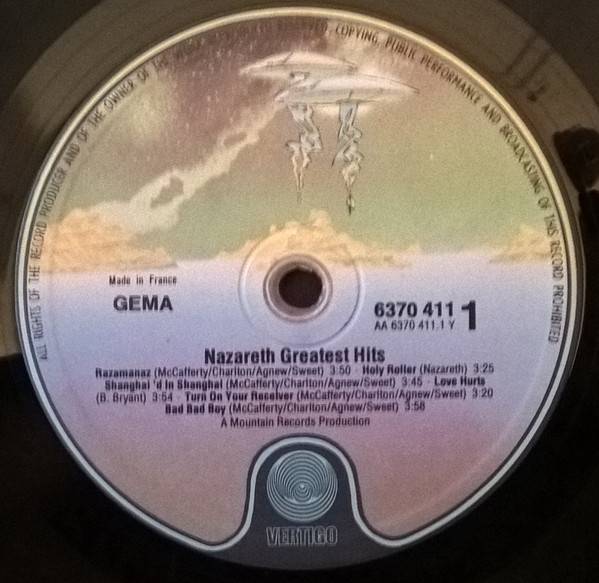 ALL RIGHTS OF THE RECORD PRODUCER AND OF THE OWNER OF THE COPYING, PUBLIC PERFORMANCE AND BROADCASTING OF THIS RECORD PROHIBITED
Made in France
GEMA
6370 411 1
AA 6370 411.1 Y
Nazareth Greatest Hits
Razamanaz (McCafferty/Charlton/Agnew/Sweet) 3:50 · Holy Roller (Nazareth) 3:25
Shanghai 'd In Shanghai (McCafferty/Charlton/Agnew/Sweet) 3:45 · Love Hurts
(B. Bryant) 3:54 · Turn On Your Receiver (McCafferty/Charlton/Agnew/Sweet) 3:20
Bad Bad Boy (McCafferty/Charlton/Agnew/Sweet) 3:58
A Mountain Records Production
VERTIGO